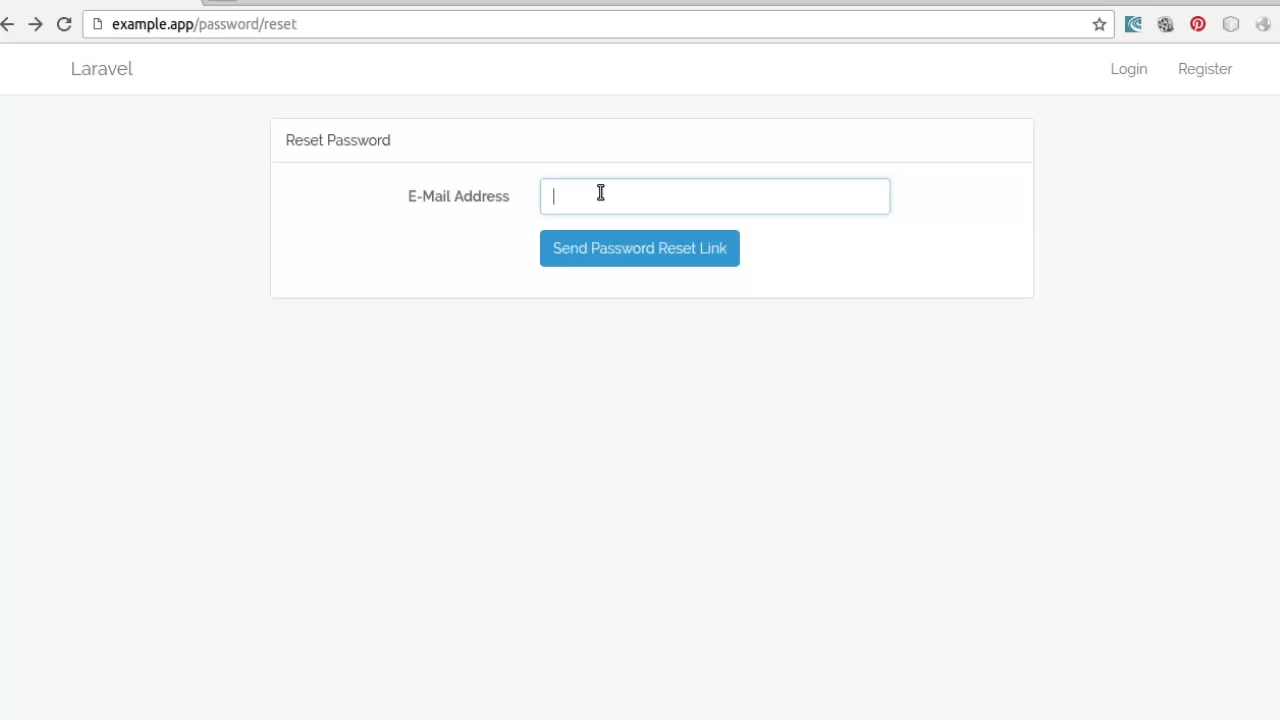 example.app/password/reset
Laravel
Login Register
Reset Password
E-Mail Address
Send Password Reset Link